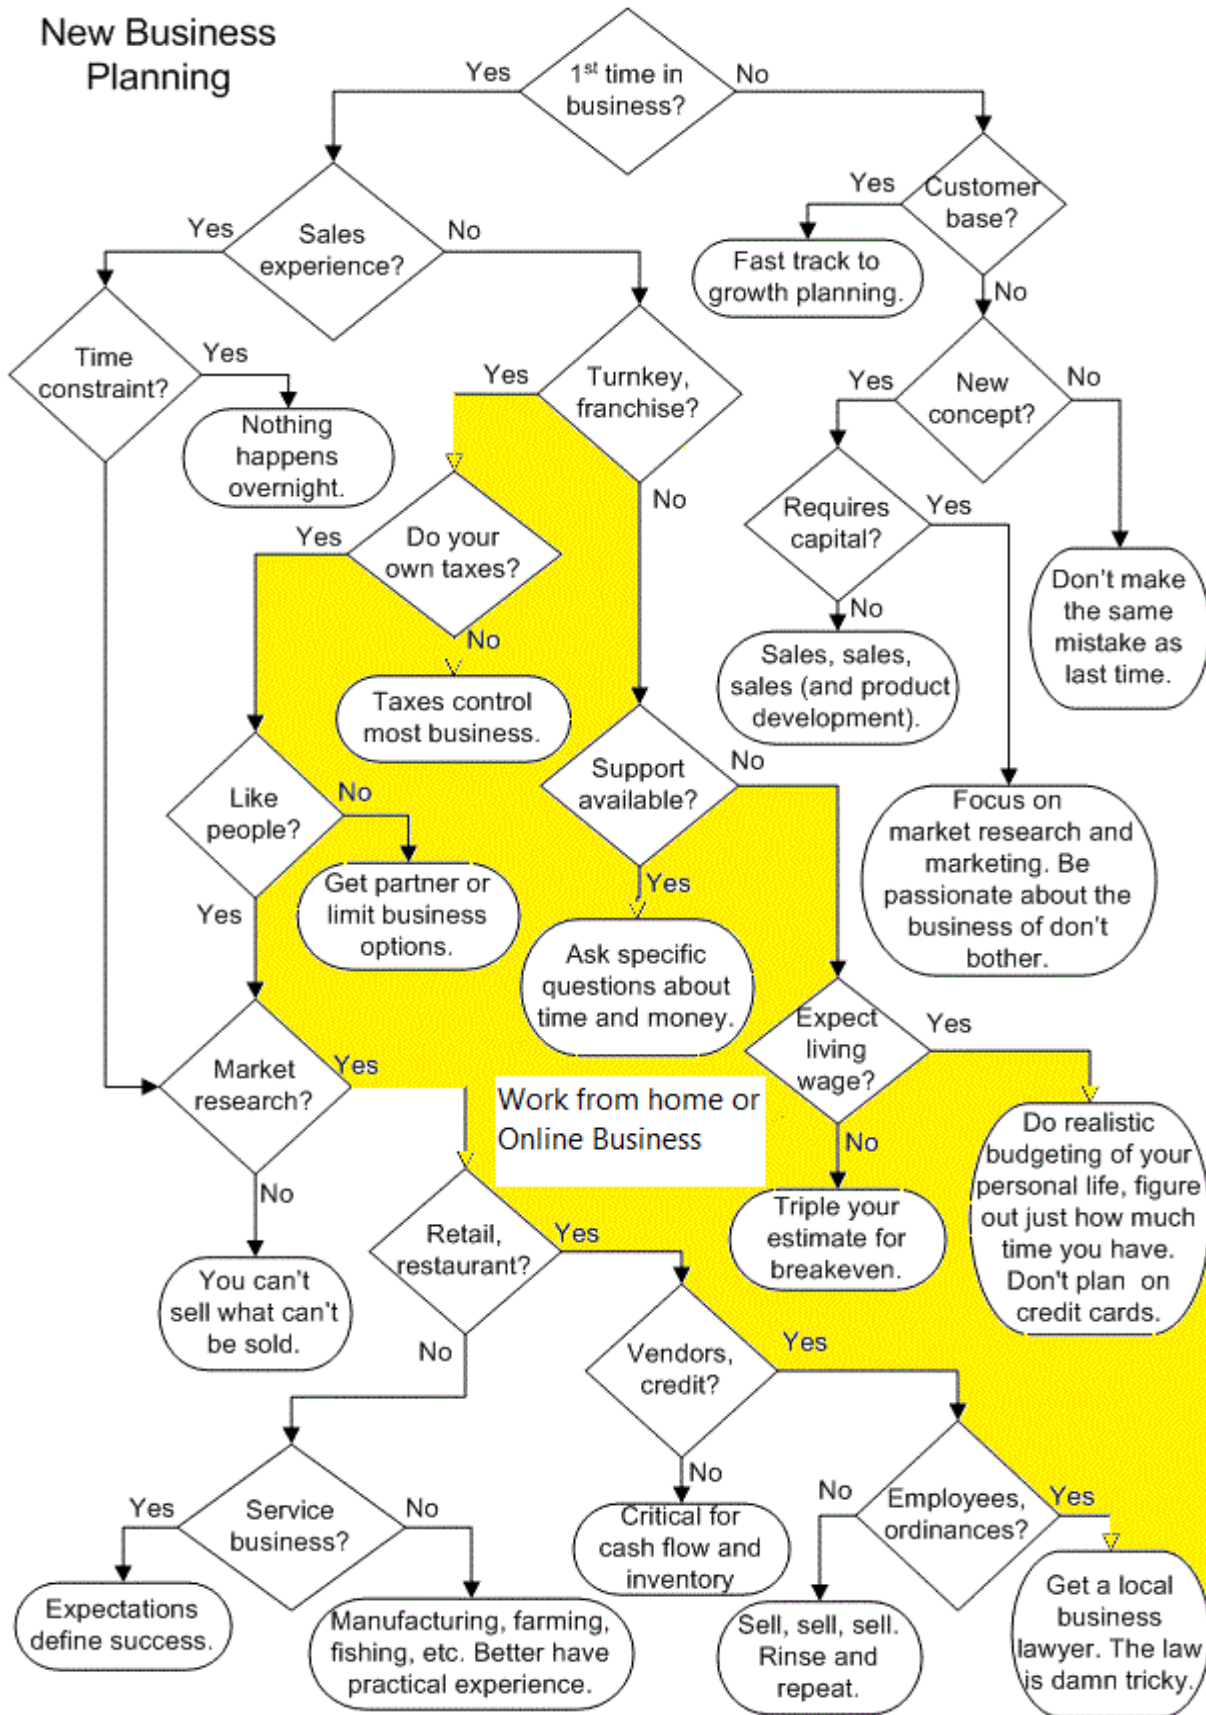 New Business
Planning
1st time in
business?
Yes
No
Sales
experience?
Yes
No
Customer
base?
Yes
No
Fast track to
growth planning.
Time
constraint?
Yes
Nothing
happens
overnight.
Turnkey,
franchise?
Yes
No
New
concept?
Yes
No
Requires
capital?
Yes
No
Don't make
the same
mistake as
last time.
Do your
own taxes?
Yes
No
Taxes control
most business.
Sales, sales,
sales (and product
development).
Support
available?
No
Yes
Like
people?
No
Yes
Get partner or
limit business
options.
Focus on
market research and
marketing. Be
passionate about the
business of don't
bother.
Ask specific
questions about
time and money.
Expect
living
wage?
Yes
No
Market
research?
Yes
No
Work from home or
Online Business
Do realistic
budgeting of your
personal life, figure
out just how much
time you have.
Don't plan on
credit cards.
Triple your
estimate for
breakeven.
Retail,
restaurant?
Yes
No
You can't
sell what can't
be sold.
Vendors,
credit?
Yes
No
Service
business?
Yes
No
Employees,
ordinances?
No
Yes
Critical for
cash flow and
inventory
Expectations
define success.
Manufacturing, farming,
fishing, etc. Better have
practical experience.
Sell, sell, sell.
Rinse and
repeat.
Get a local
business
lawyer. The law
is damn tricky.